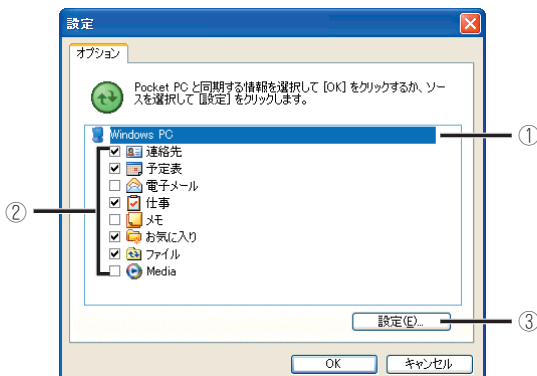 設定
オプション
Pocket PC と同期する情報を選択して [OK] をクリックするか、ソー
スを選択して [設定] をクリックします。
Windows PC
①
連絡先
予定表
電子メール
②
仕事
メモ
お気に入り
ファイル
Media
設定(E)...
③
OK
キャンセル